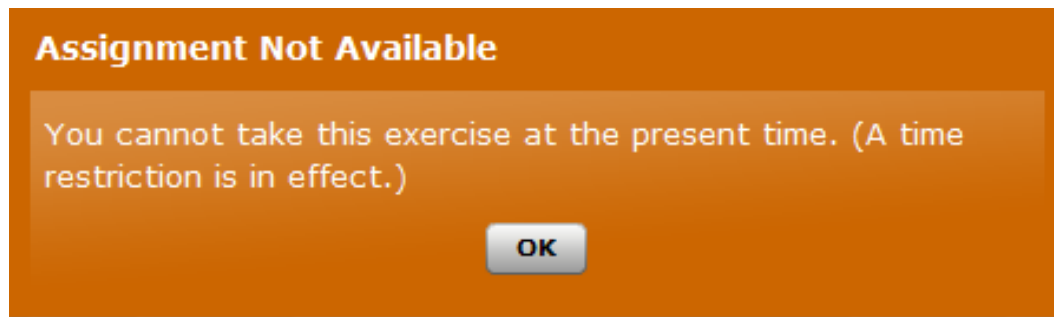 Assignment Not Available
You cannot take this exercise at the present time. (A time
restriction is in effect.)
OK